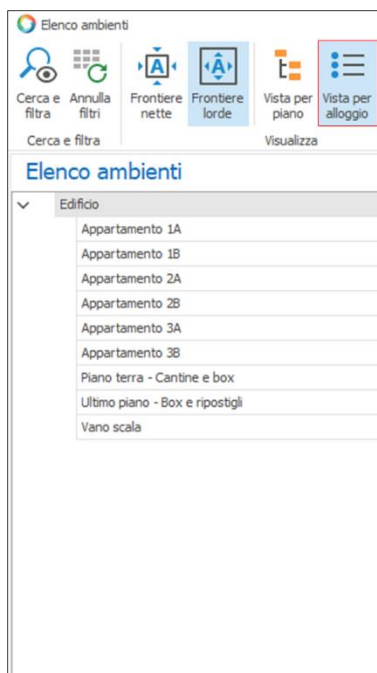 Elenco ambienti
Cerca e filtra
Annulla filtri
Frontiere nette
Frontiere lorde
Vista per piano
Vista per alloggio
Cerca e filtra
Visualizza
Elenco ambienti
Edificio
Appartamento 1A
Appartamento 1B
Appartamento 2A
Appartamento 2B
Appartamento 3A
Appartamento 3B
Piano terra - Cantine e box
Ultimo piano - Box e ripostigli
Vano scala